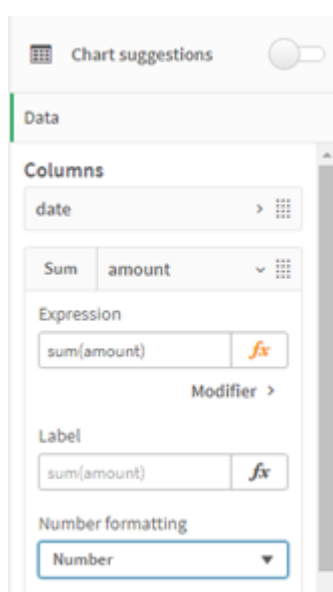 Chart suggestions
Data
Columns
date
Sum amount
Expression
sum(amount) fx
Modifier >
Label
sum(amount) fx
Number formatting
Number